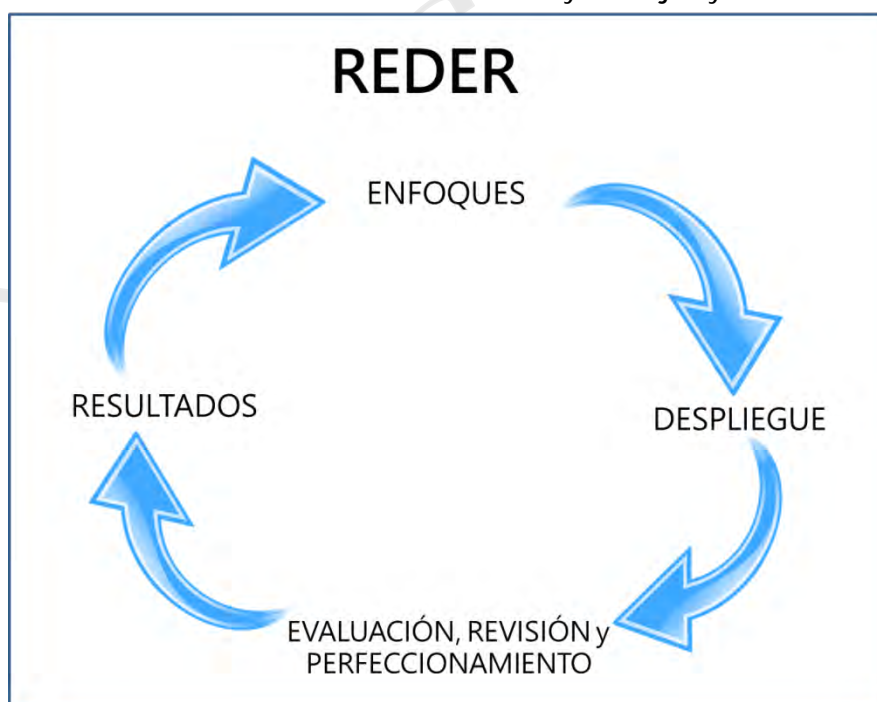 REDER
ENFOQUES
RESULTADOS
DESPLIEGUE
EVALUACIÓN, REVISIÓN y
PERFECCIONAMIENTO